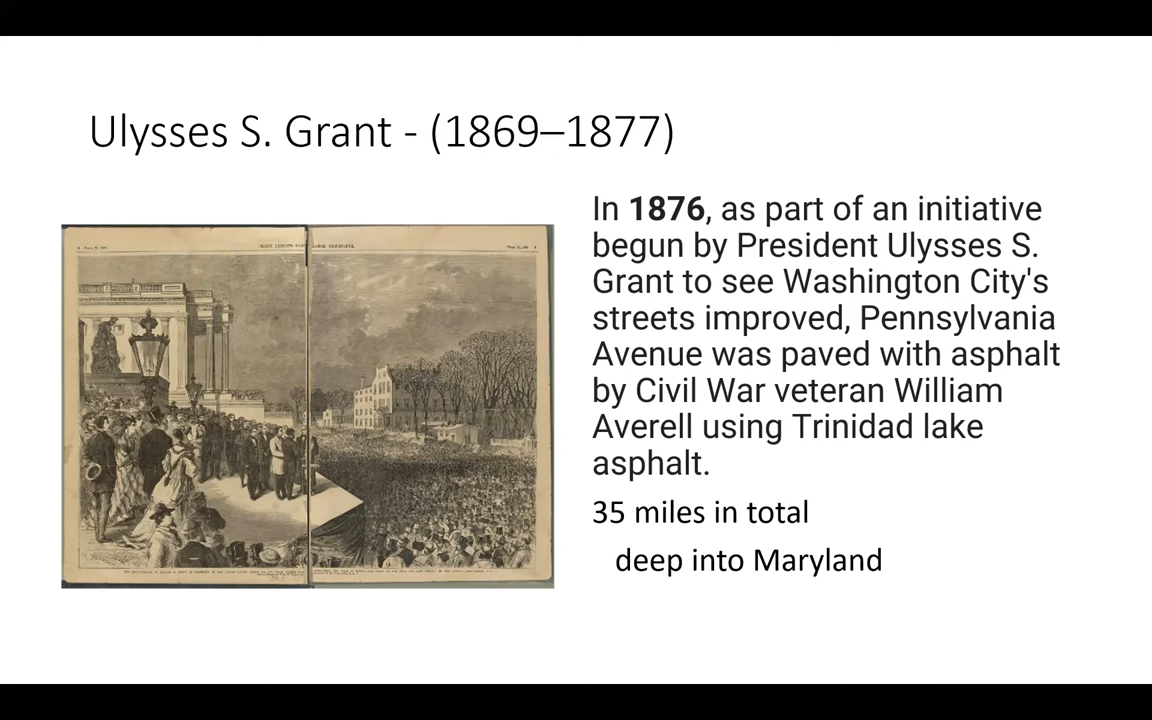 Ulysses S. Grant - (1869–1877)
In 1876, as part of an initiative
begun by President Ulysses S.
Grant to see Washington City's
streets improved, Pennsylvania
Avenue was paved with asphalt
by Civil War veteran William
Averell using Trinidad lake
asphalt.
35 miles in total
deep into Maryland